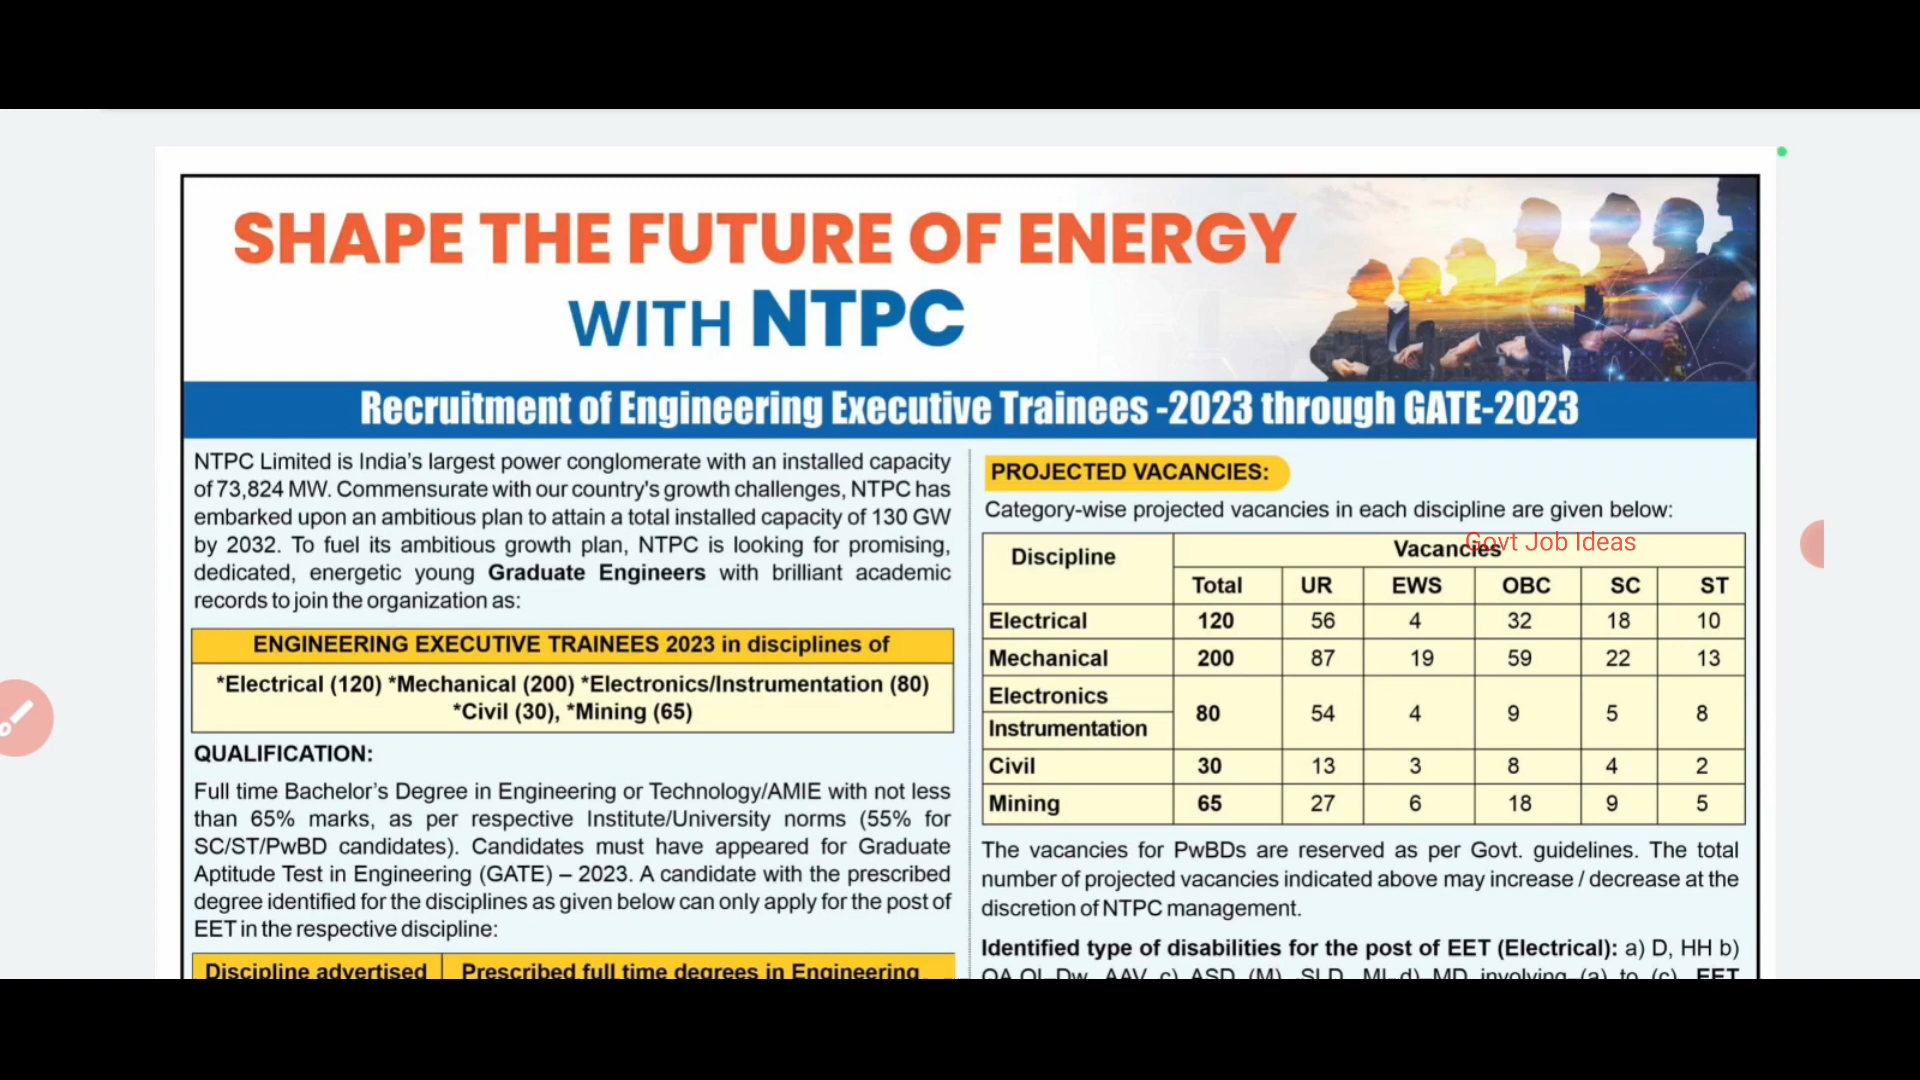 SHAPE THE FUTURE OF ENERGY
WITH NTPC
Recruitment of Engineering Executive Trainees -2023 through GATE-2023
NTPC Limited is India's largest power conglomerate with an installed capacity
of 73,824 MW. Commensurate with our country's growth challenges, NTPC has
embarked upon an ambitious plan to attain a total installed capacity of 130 GW
by 2032. To fuel its ambitious growth plan, NTPC is looking for promising,
dedicated, energetic young Graduate Engineers with brilliant academic
records to join the organization as:
ENGINEERING EXECUTIVE TRAINEES 2023 in disciplines of
*Electrical (120) *Mechanical (200) *Electronics/Instrumentation (80)
*Civil (30), *Mining (65)
QUALIFICATION:
Full time Bachelor's Degree in Engineering or Technology/AMIE with not less
than 65% marks, as per respective Institute/University norms (55% for
SC/ST/PwBD candidates). Candidates must have appeared for Graduate
Aptitude Test in Engineering (GATE) – 2023. A candidate with the prescribed
degree identified for the disciplines as given below can only apply for the post of
EET in the respective discipline:
Discipline advertised Prescribed full time degrees in Engineering
PROJECTED VACANCIES:
Category-wise projected vacancies in each discipline are given below:
Govt Job Ideas
Discipline Vacancies
Total UR EWS OBC SC ST
Electrical 120 56 4 32 18 10
Mechanical 200 87 19 59 22 13
Electronics
Instrumentation 80 54 4 9 5 8
Civil 30 13 3 8 4 2
Mining 65 27 6 18 9 5
The vacancies for PwBDs are reserved as per Govt. guidelines. The total
number of projected vacancies indicated above may increase / decrease at the
discretion of NTPC management.
Identified type of disabilities for the post of EET (Electrical): a) D, HH b)
OA,OL,Dw, AAV c) ASD (M), SLD, MI d) MD involving (a) to (c), EET